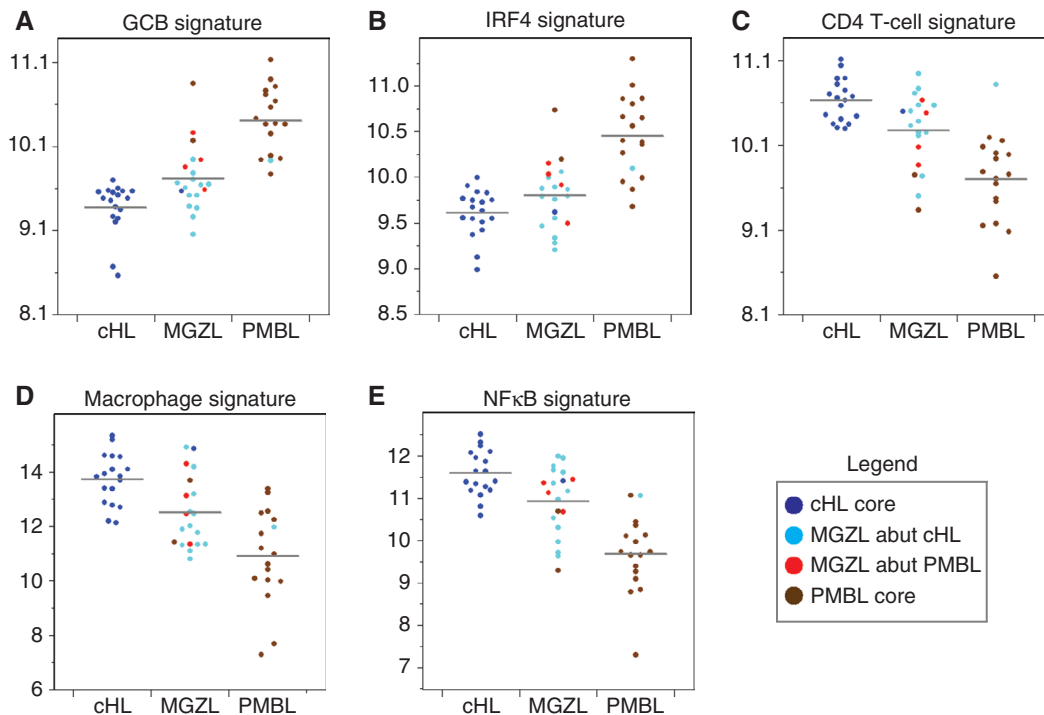 A
GCB signature
11.1
10.1
9.1
8.1
cHL MGZL PMBL
B
IRF4 signature
11.0
10.5
10.0
9.5
9.0
8.5
cHL MGZL PMBL
C
CD4 T-cell signature
11.1
10.1
9.1
8.1
cHL MGZL PMBL
D
Macrophage signature
14
12
10
8
6
cHL MGZL PMBL
E
NFκB signature
12
11
10
9
8
7
cHL MGZL PMBL
Legend
cHL core
MGZL abut cHL
MGZL abut PMBL
PMBL core